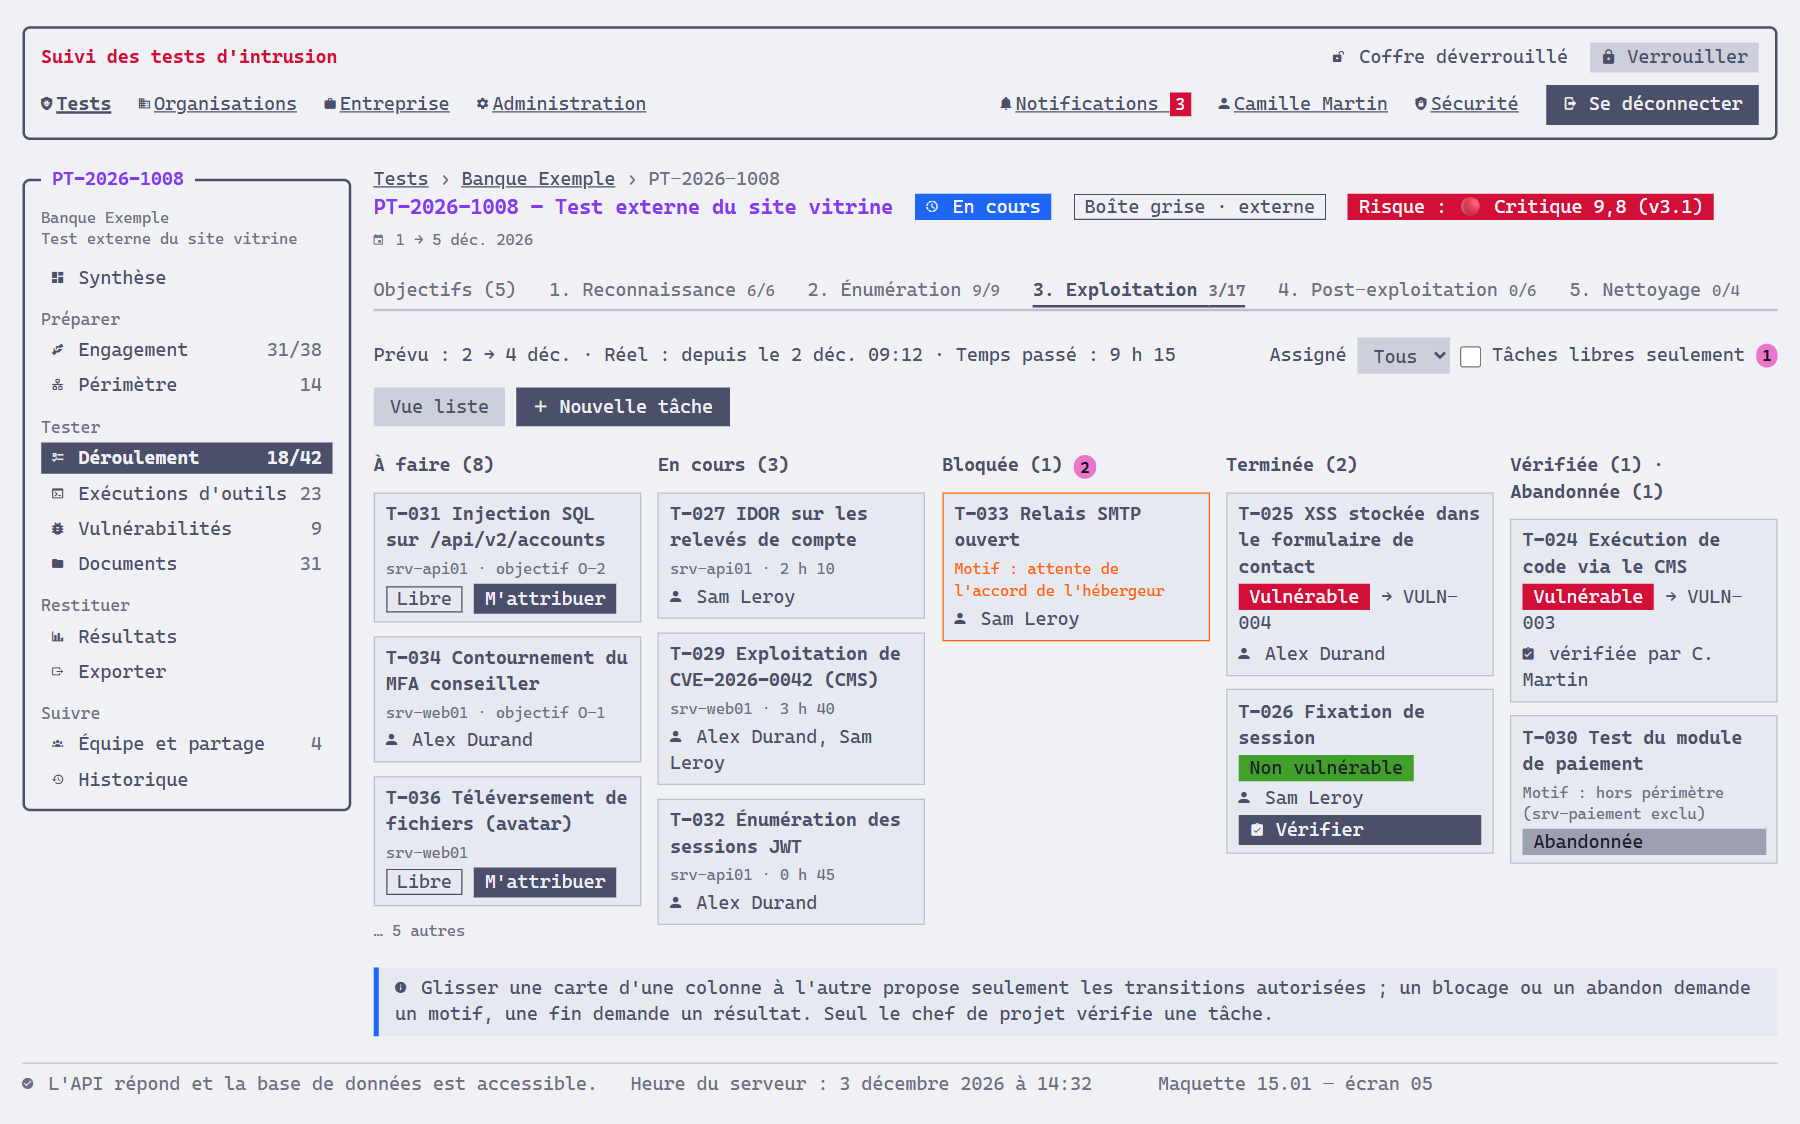 Suivi des tests d'intrusion
Coffre déverrouillé
Verrouiller
Tests
Organisations
Entreprise
Administration
Notifications 3
Camille Martin
Sécurité
Se déconnecter
PT-2026-1008
Banque Exemple
Test externe du site vitrine
Synthèse
Préparer
Engagement 31/38
Périmètre 14
Tester
Déroulement 18/42
Exécutions d'outils 23
Vulnérabilités 9
Documents 31
Restituer
Résultats
Exporter
Suivre
Équipe et partage 4
Historique
Tests › Banque Exemple › PT-2026-1008
PT-2026-1008 — Test externe du site vitrine
En cours
Boîte grise · externe
Risque : Critique 9,8 (v3.1)
1 → 5 déc. 2026
Objectifs (5)
1. Reconnaissance 6/6
2. Énumération 9/9
3. Exploitation 3/17
4. Post-exploitation 0/6
5. Nettoyage 0/4
Prévu : 2 → 4 déc. · Réel : depuis le 2 déc. 09:12 · Temps passé : 9 h 15
Assigné
Tous
Tâches libres seulement 1
Vue liste
+ Nouvelle tâche
À faire (8)
T-031 Injection SQL
sur /api/v2/accounts
srv-api01 · objectif O-2
Libre
M'attribuer
T-034 Contournement du
MFA conseiller
srv-web01 · objectif O-1
Alex Durand
T-036 Téléversement de
fichiers (avatar)
srv-web01
Libre
M'attribuer
… 5 autres
En cours (3)
T-027 IDOR sur les
relevés de compte
srv-api01 · 2 h 10
Sam Leroy
T-029 Exploitation de
CVE-2026-0042 (CMS)
srv-web01 · 3 h 40
Alex Durand, Sam
Leroy
T-032 Énumération des
sessions JWT
srv-api01 · 0 h 45
Alex Durand
Bloquée (1) 2
T-033 Relais SMTP
ouvert
Motif : attente de
l'accord de l'hébergeur
Sam Leroy
Terminée (2)
T-025 XSS stockée dans
le formulaire de
contact
Vulnérable → VULN-
004
Alex Durand
T-026 Fixation de
session
Non vulnérable
Sam Leroy
Vérifier
Vérifiée (1) ·
Abandonnée (1)
T-024 Exécution de
code via le CMS
Vulnérable → VULN-
003
vérifiée par C.
Martin
T-030 Test du module
de paiement
Motif : hors périmètre
(srv-paiement exclu)
Abandonnée
Glisser une carte d'une colonne à l'autre propose seulement les transitions autorisées ; un blocage ou un abandon demande
un motif, une fin demande un résultat. Seul le chef de projet vérifie une tâche.
L'API répond et la base de données est accessible.
Heure du serveur : 3 décembre 2026 à 14:32
Maquette 15.01 — écran 05